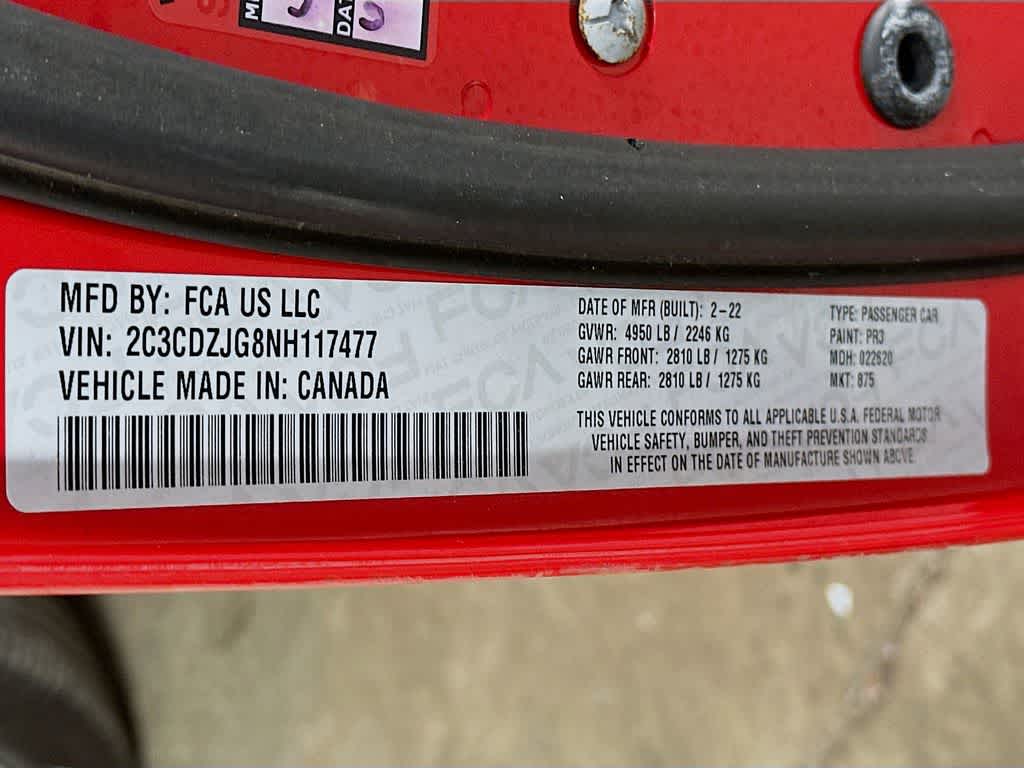 DAT
MFD BY: FCA US LLC
VIN: 2C3CDZJG8NH117477
VEHICLE MADE IN: CANADA
DATE OF MFR (BUILT): 2-22
GVWR: 4950 LB / 2246 KG
GAWR FRONT: 2810 LB / 1275 KG
GAWR REAR: 2810 LB / 1275 KG
TYPE: PASSENGER CAR
PAINT: PR3
MDH: 022620
MKT: 875
THIS VEHICLE CONFORMS TO ALL APPLICABLE U.S.A. FEDERAL MOTOR
VEHICLE SAFETY, BUMPER, AND THEFT PREVENTION STANDARDS
IN EFFECT ON THE DATE OF MANUFACTURE SHOWN ABOVE.